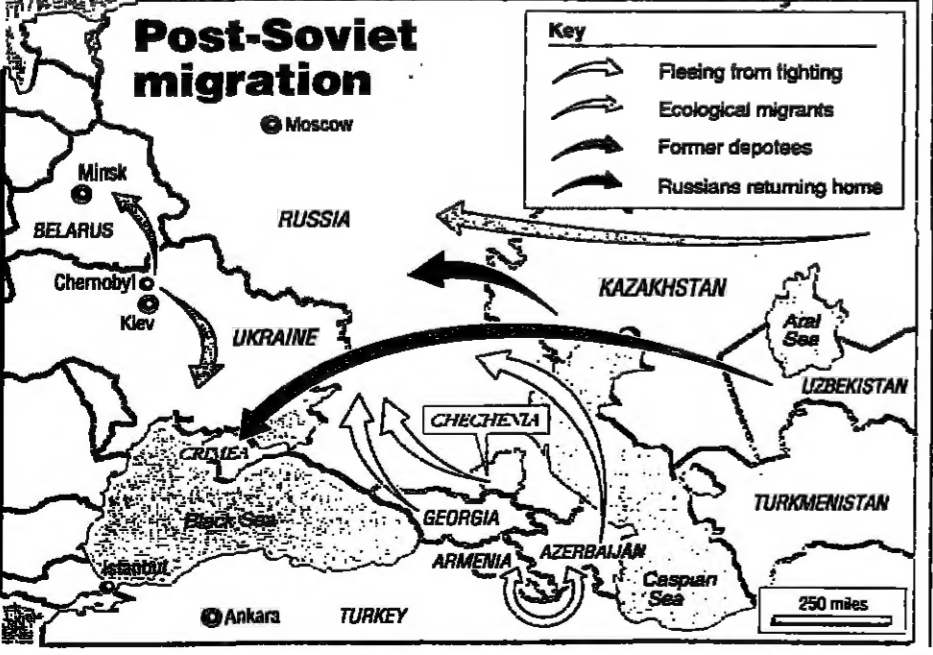 Post-Soviet
migration
Key
Fleeing from fighting
Ecological migrants
Former depotees
Russians returning home
Moscow
Minsk
BELARUS
RUSSIA
Chernobyl
Kiev
UKRAINE
KAZAKHSTAN
Aral
Sea
UZBEKISTAN
CHECHENIA
CRIMEA
Black Sea
GEORGIA
TURKMENISTAN
ARMENIA
AZERBAIJAN
Caspian
Sea
Istanbul
Ankara
TURKEY
250 miles